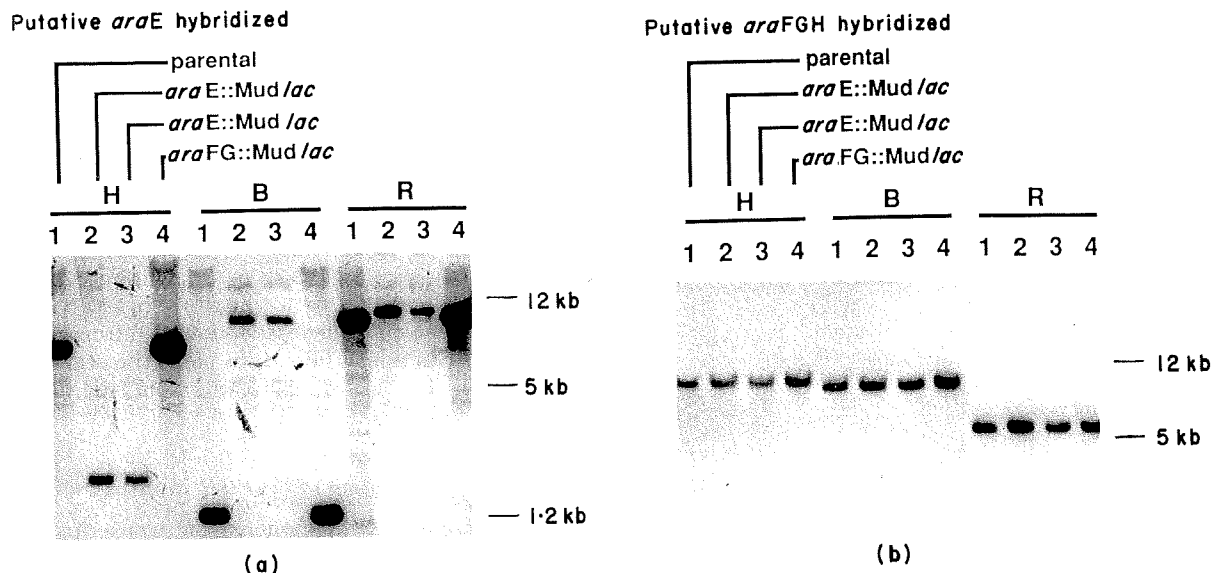 Putative araE hybridized
parental
araE::Mud lac
araE::Mud lac
araFG::Mud lac
H B R
1 2 3 4 1 2 3 4 1 2 3 4
12 kb
5 kb
1·2 kb
(a)
Putative araFGH hybridized
parental
araE::Mud lac
araE::Mud lac
araFG::Mud lac
H B R
1 2 3 4 1 2 3 4 1 2 3 4
12 kb
5 kb
(b)